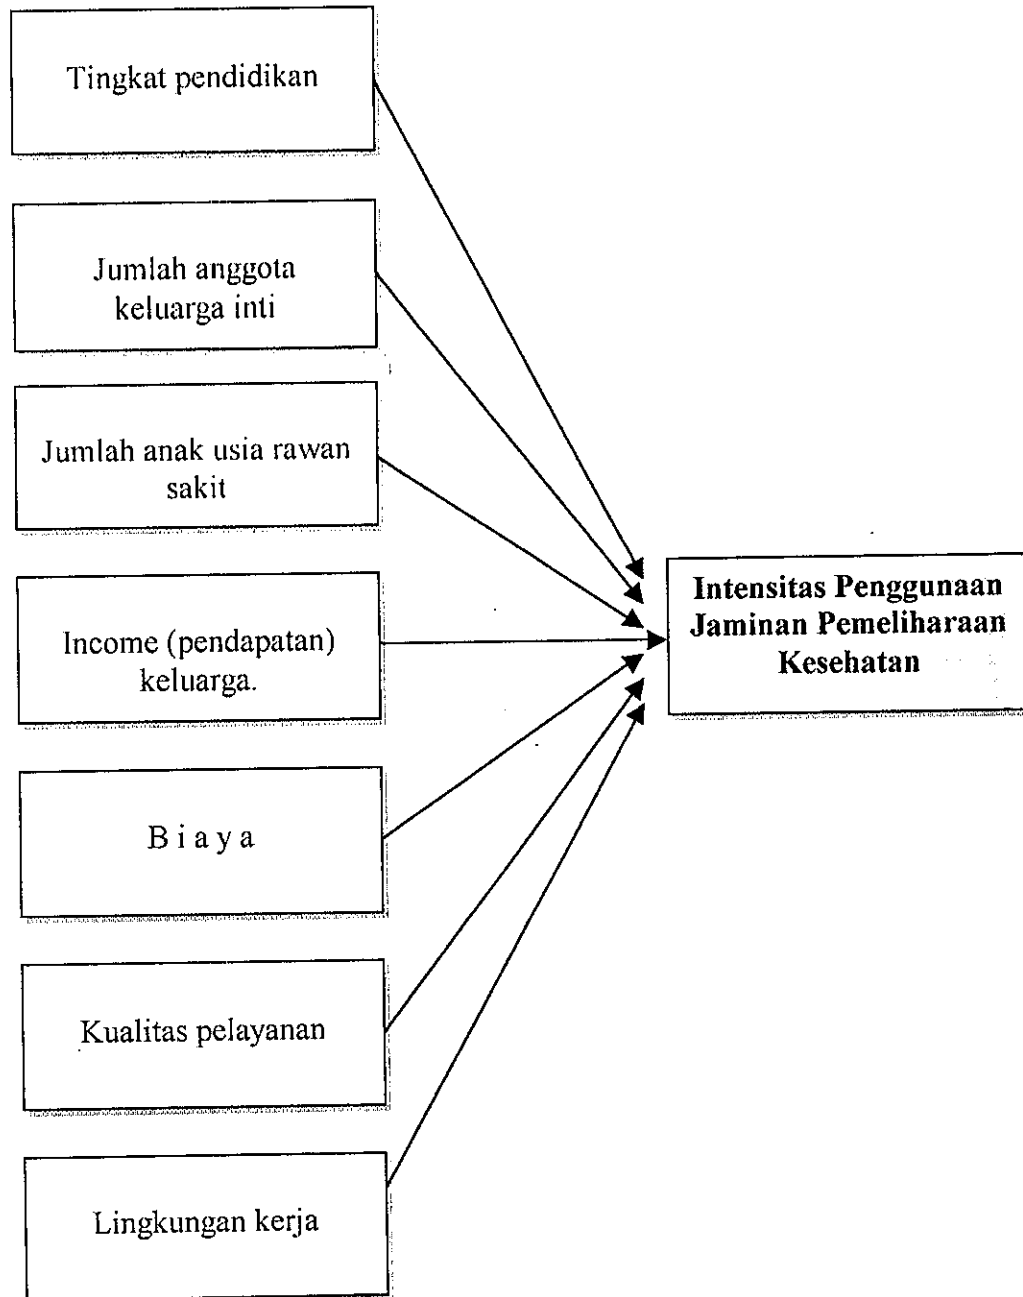 Tingkat pendidikan
Jumlah anggota
keluarga inti
Jumlah anak usia rawan
sakit
Income (pendapatan)
keluarga.
B i a y a
Kualitas pelayanan
Lingkungan kerja
Intensitas Penggunaan
Jaminan Pemeliharaan
Kesehatan